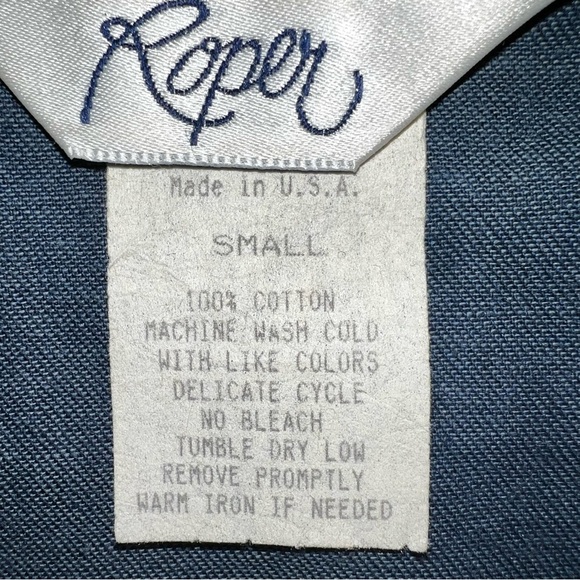 Roper
Made in U.S.A.
SMALL
100% COTTON
MACHINE WASH COLD
WITH LIKE COLORS
DELICATE CYCLE
NO BLEACH
TUMBLE DRY LOW
REMOVE PROMPTLY
WARM IRON IF NEEDED